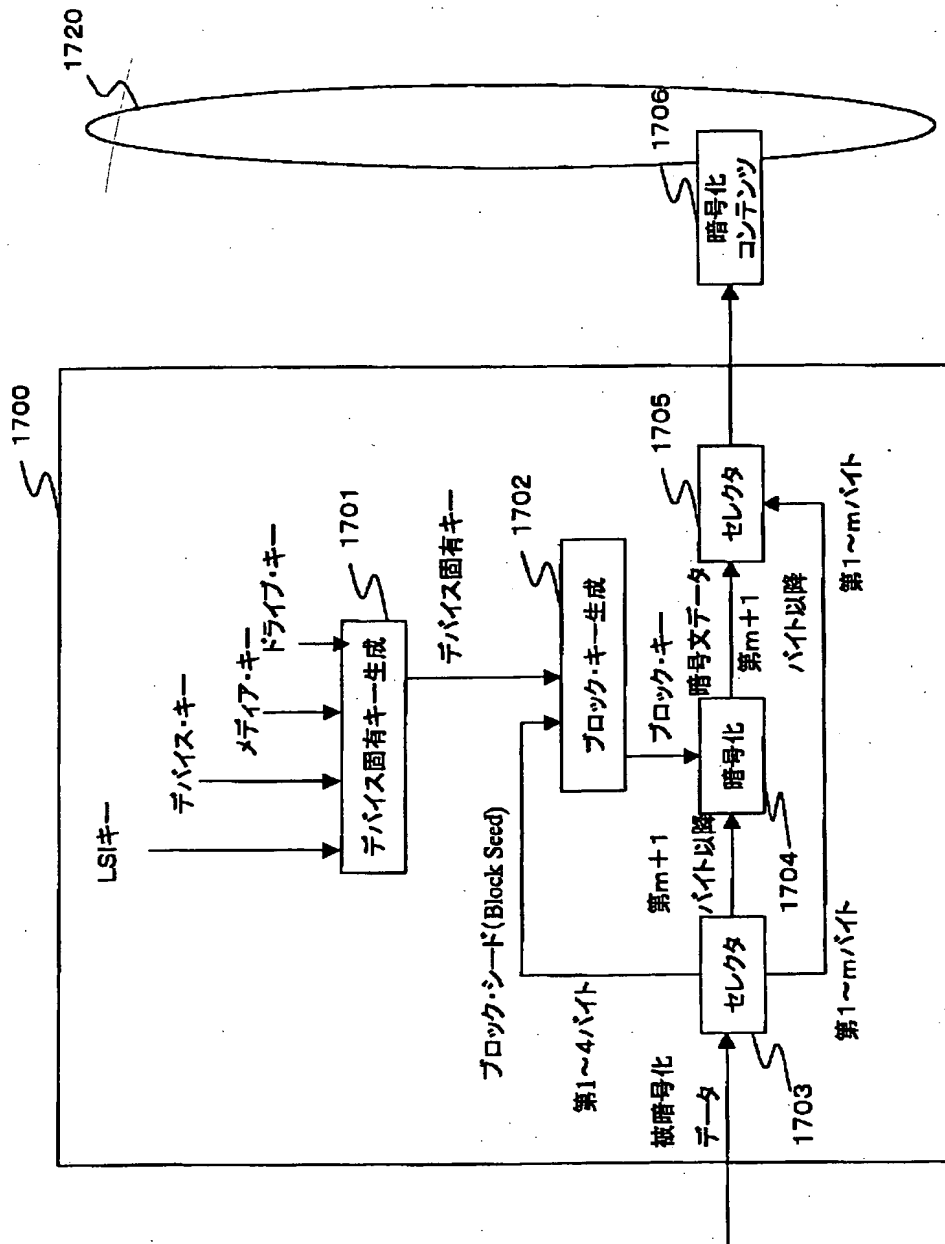 1700
1720
LSIキー
デバイス・キー
メディア・キー
ドライブ・キー
1701
デバイス固有キー生成
デバイス固有キー
ブロック・シード(Block Seed)
第1~4バイト
1702
ブロック・キー生成
ブロック・キー
被暗号化
データ
1703
セレクタ
第m+1
バイト以降
1704
暗号化
暗号文データ
第m+1
バイト以降
1705
セレクタ
第1~mバイト
第1~mバイト
1706
暗号化
コンテンツ